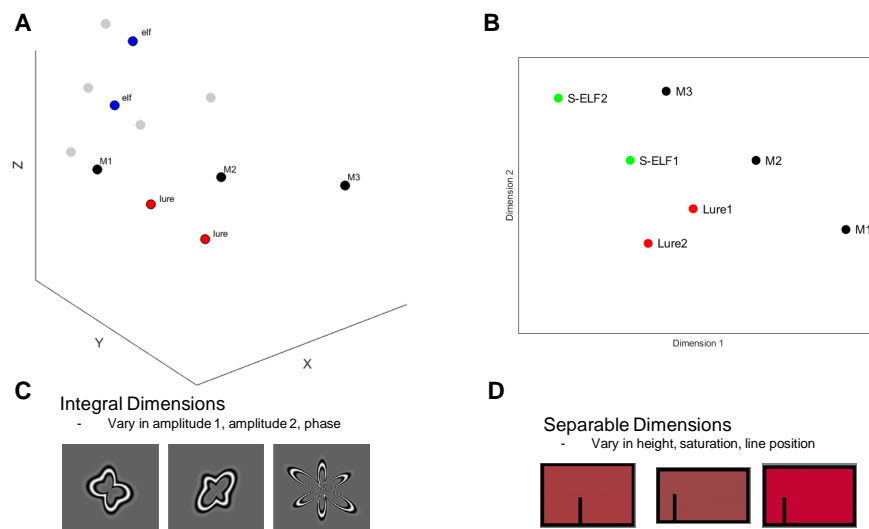 A
elf
elf
M1
M2
M3
lure
lure
Z
Y
X
B
S-ELF2
M3
S-ELF1
M2
Lure1
Lure2
M1
Dimension 2
Dimension 1
C
Integral Dimensions
- Vary in amplitude 1, amplitude 2, phase
D
Separable Dimensions
- Vary in height, saturation, line position